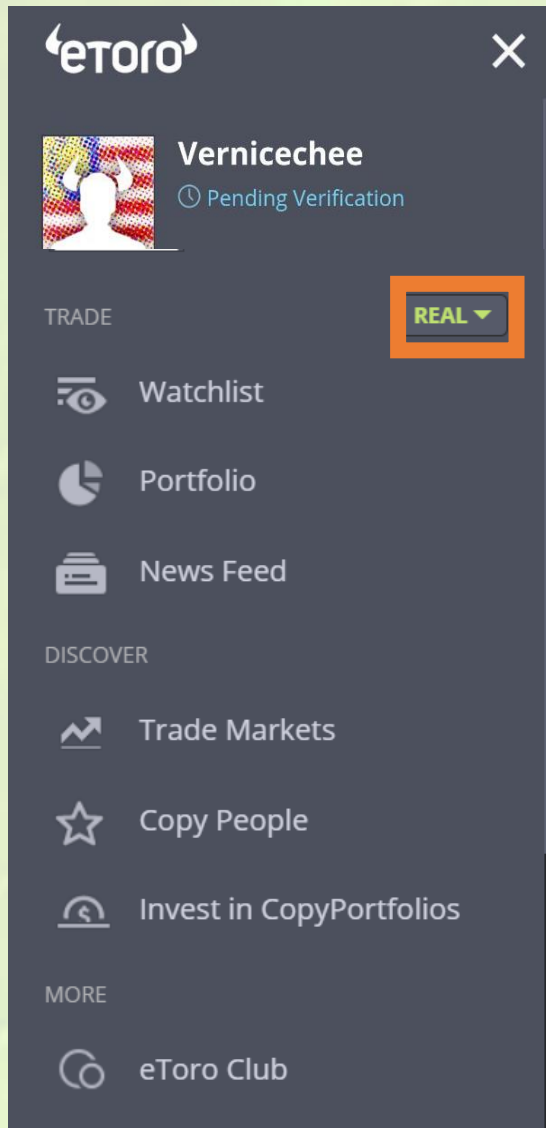 eToro
Vernicechee
Pending Verification
TRADE
REAL
Watchlist
Portfolio
News Feed
DISCOVER
Trade Markets
Copy People
Invest in CopyPortfolios
MORE
eToro Club